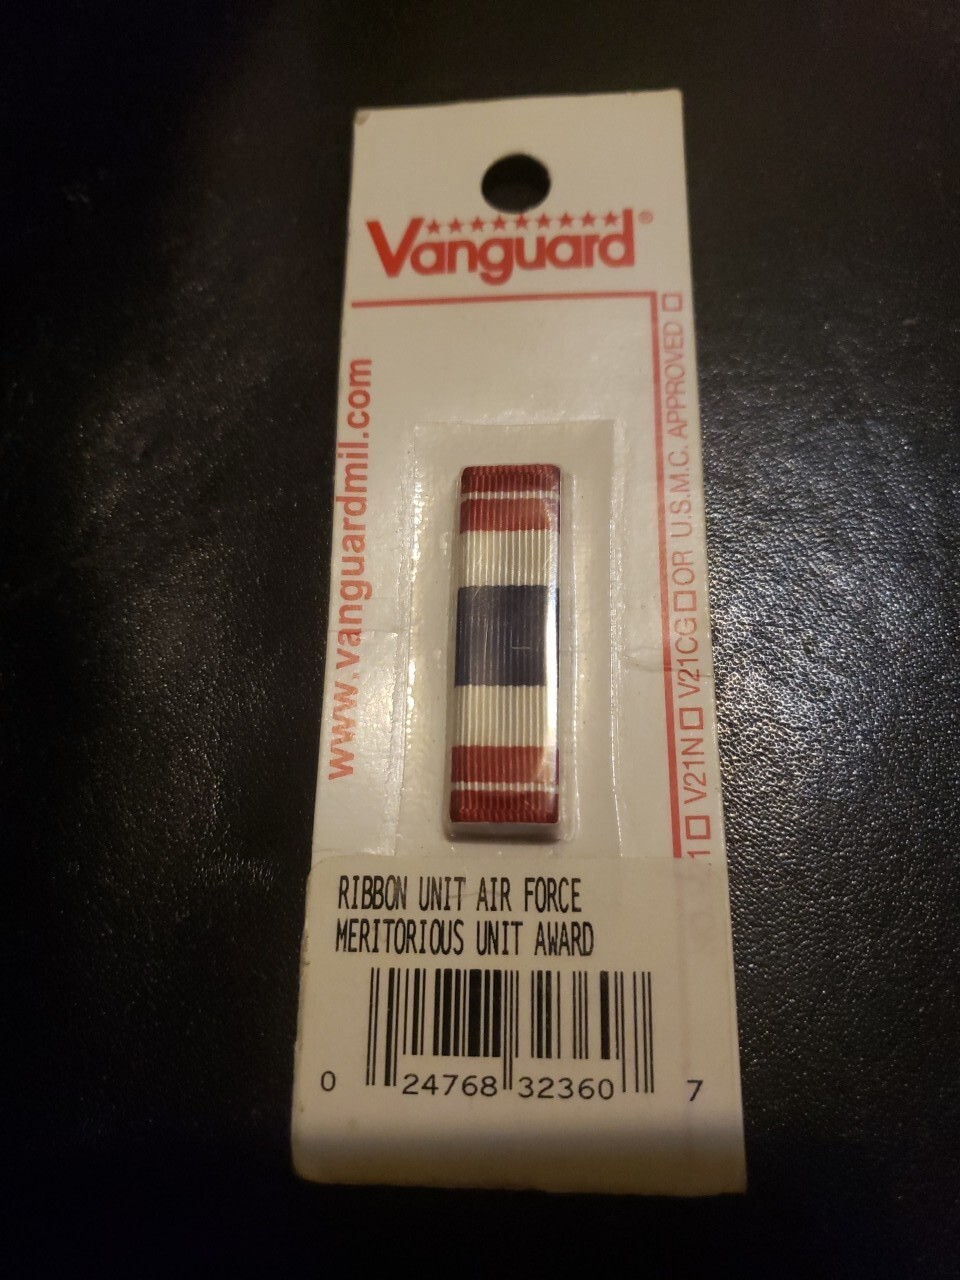 Vanguard®
www.vanguardmil.com
1 □ V21N □ V21CG □ OR U.S.M.C. APPROVED □
RIBBON UNIT AIR FORCE
MERITORIOUS UNIT AWARD
0 24768 32360 7